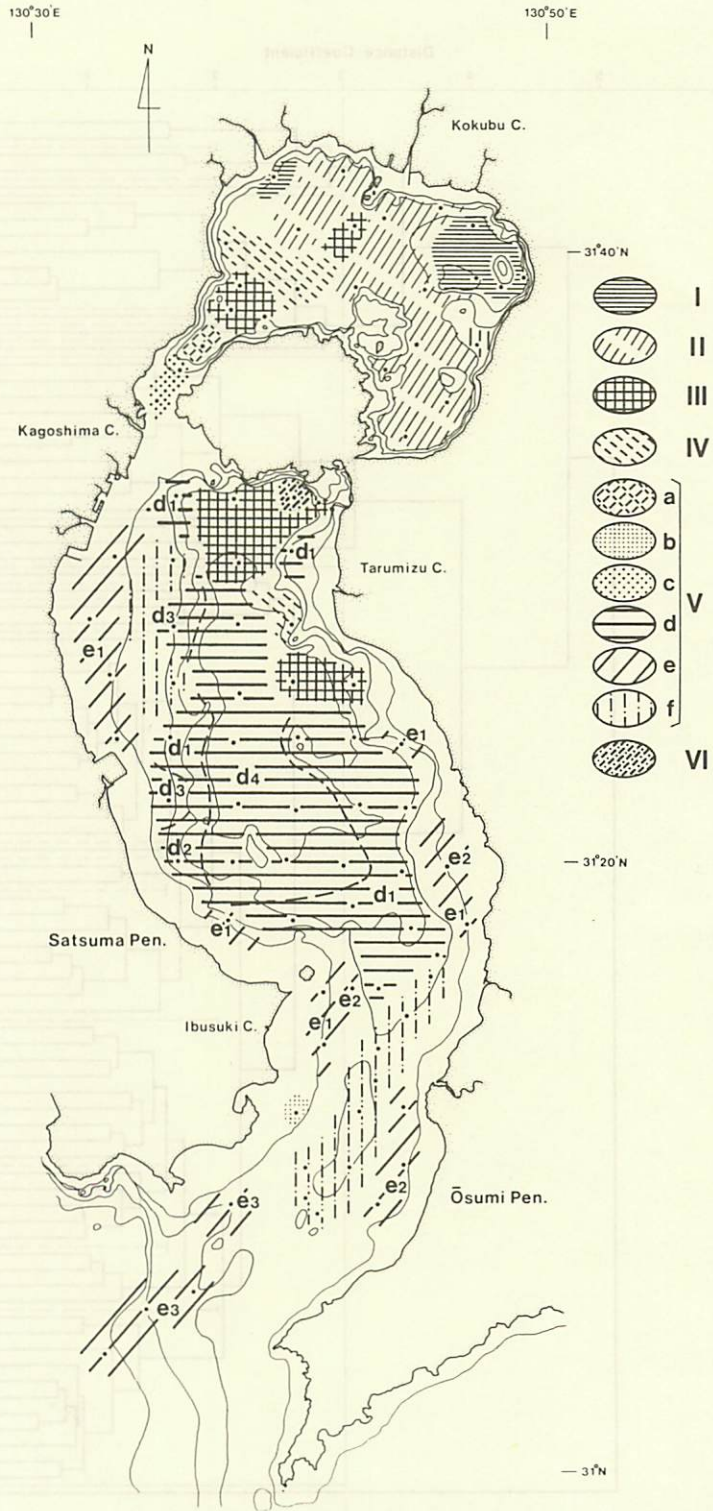 130°30'E
130°50'E
N
Kokubu C.
31°40'N
I
II
III
Kagoshima C.
IV
a
d1
b
d1
Tarumizu C.
c
V
d3
d
e1
e
f
e1
d1
VI
d4
d3
d2
e2
31°20'N
d1
e1
e1
Satsuma Pen.
e2
e1
Ibusuki C.
e2
Ōsumi Pen.
e3
e3
31°N